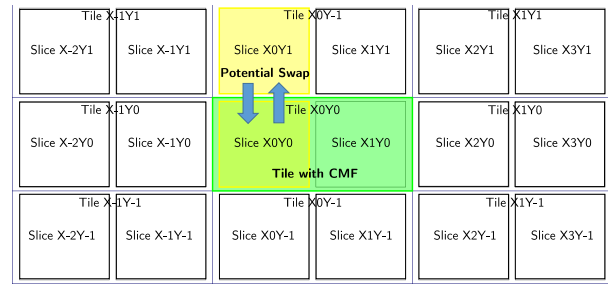 Tile X-1Y1 Tile X0Y-1 Tile X1Y1
Slice X-2Y1 Slice X-1Y1 Slice X0Y1 Slice X1Y1 Slice X2Y1 Slice X3Y1
Potential Swap
Tile X-1Y0 Tile X0Y0 Tile X1Y0
Slice X-2Y0 Slice X-1Y0 Slice X0Y0 Slice X1Y0 Slice X2Y0 Slice X3Y0
Tile with CMF
Tile X-1Y-1 Tile X0Y-1 Tile X1Y-1
Slice X-2Y-1 Slice X-1Y-1 Slice X0Y-1 Slice X1Y-1 Slice X2Y-1 Slice X3Y-1